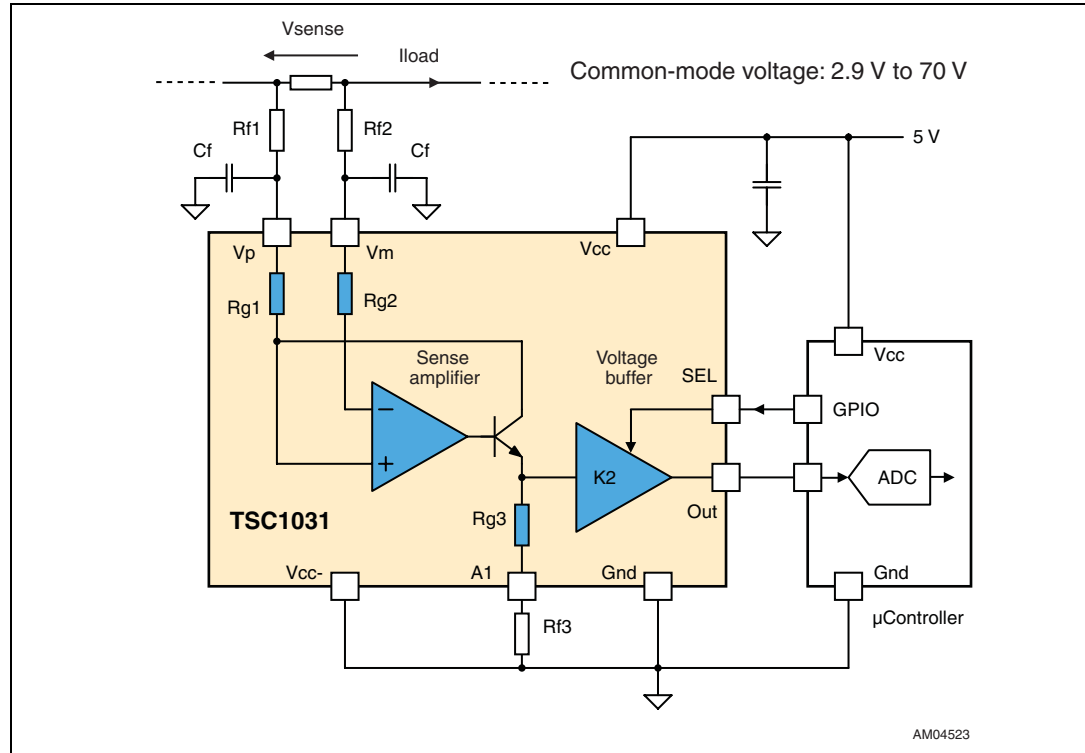 Vsense
Iload
Common-mode voltage: 2.9 V to 70 V
Rf1
Rf2
5 V
Cf
Cf
Vp
Vm
Vcc
Rg1
Rg2
Sense
amplifier
Voltage
buffer
SEL
Vcc
GPIO
−
+
K2
ADC
Out
TSC1031
Rg3
Vcc-
A1
Gnd
Gnd
Rf3
µController
AM04523